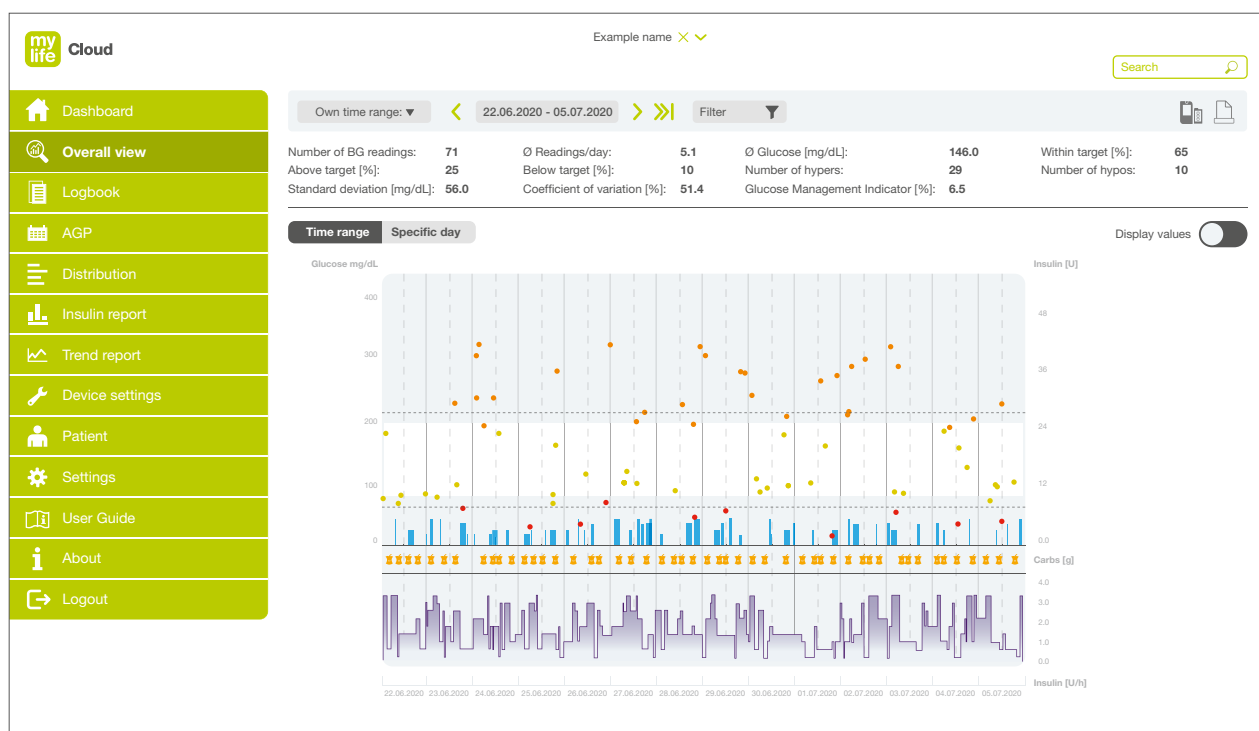 my life Cloud
Example name
Search
Dashboard
Overall view
Logbook
AGP
Distribution
Insulin report
Trend report
Device settings
Patient
Settings
User Guide
About
Logout
Own time range: ▼ 22.06.2020 - 05.07.2020 Filter
Number of BG readings: 71 Ø Readings/day: 5.1 Ø Glucose [mg/dL]: 146.0 Within target [%]: 65
Above target [%]: 25 Below target [%]: 10 Number of hypers: 29 Number of hypos: 10
Standard deviation [mg/dL]: 56.0 Coefficient of variation [%]: 51.4 Glucose Management Indicator [%]: 6.5
Time range Specific day Display values
Glucose mg/dL Insulin [U]
400
48
300
36
200 24
100 12
0 0.0
Carbs [g]
4.0
3.0
2.0
1.0
0.0
Insulin [U/h]
22.06.2020 23.06.2020 24.06.2020 25.06.2020 26.06.2020 27.06.2020 28.06.2020 29.06.2020 30.06.2020 01.07.2020 02.07.2020 03.07.2020 04.07.2020 05.07.2020